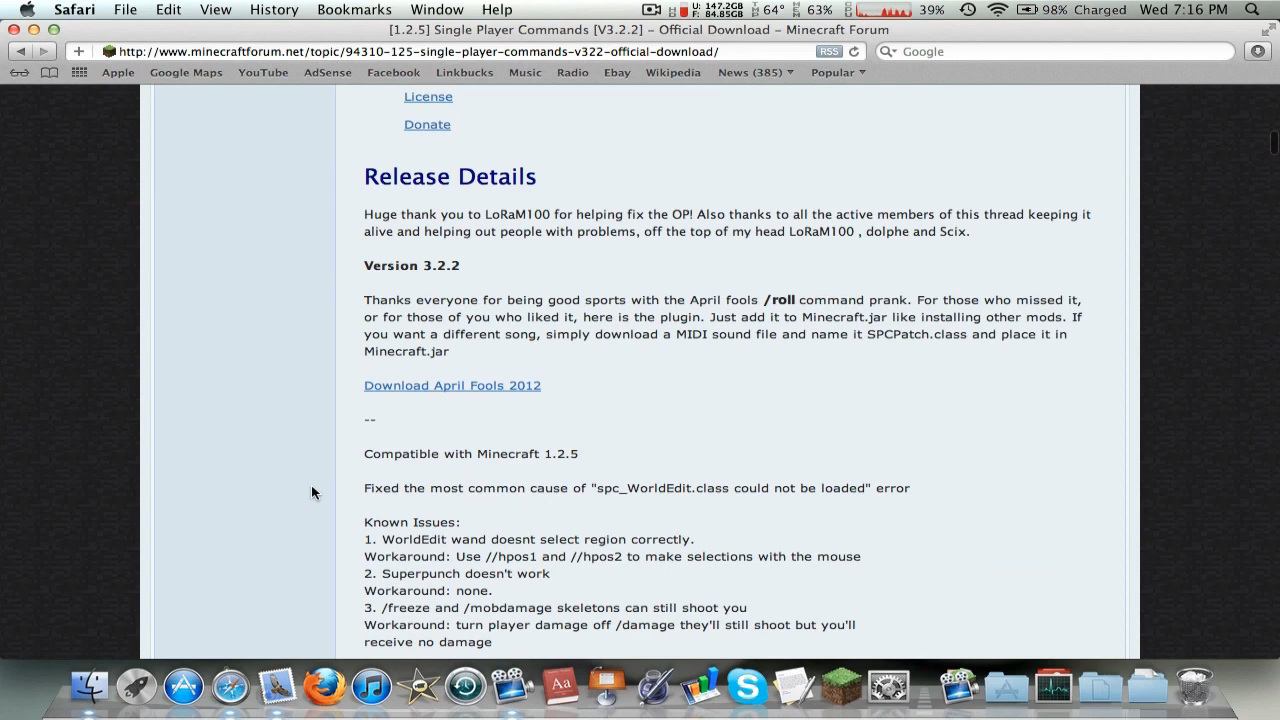 Safari File Edit View History Bookmarks Window Help U: 147.2GB F: 84.85GB 64° 63% 39% 98% Charged Wed 7:16 PM
[1.2.5] Single Player Commands [V3.2.2] – Official Download – Minecraft Forum
http://www.minecraftforum.net/topic/94310-125-single-player-commands-v322-official-download/ RSS Google
Apple Google Maps YouTube AdSense Facebook Linkbucks Music Radio Ebay Wikipedia News (385) Popular
License
Donate
Release Details
Huge thank you to LoRaM100 for helping fix the OP! Also thanks to all the active members of this thread keeping it
alive and helping out people with problems, off the top of my head LoRaM100 , dolphe and Scix.
Version 3.2.2
Thanks everyone for being good sports with the April fools /roll command prank. For those who missed it,
or for those of you who liked it, here is the plugin. Just add it to Minecraft.jar like installing other mods. If
you want a different song, simply download a MIDI sound file and name it SPCPatch.class and place it in
Minecraft.jar
Download April Fools 2012
--
Compatible with Minecraft 1.2.5
Fixed the most common cause of "spc_WorldEdit.class could not be loaded" error
Known Issues:
1. WorldEdit wand doesnt select region correctly.
Workaround: Use //hpos1 and //hpos2 to make selections with the mouse
2. Superpunch doesn't work
Workaround: none.
3. /freeze and /mobdamage skeletons can still shoot you
Workaround: turn player damage off /damage they'll still shoot but you'll
receive no damage
Aa